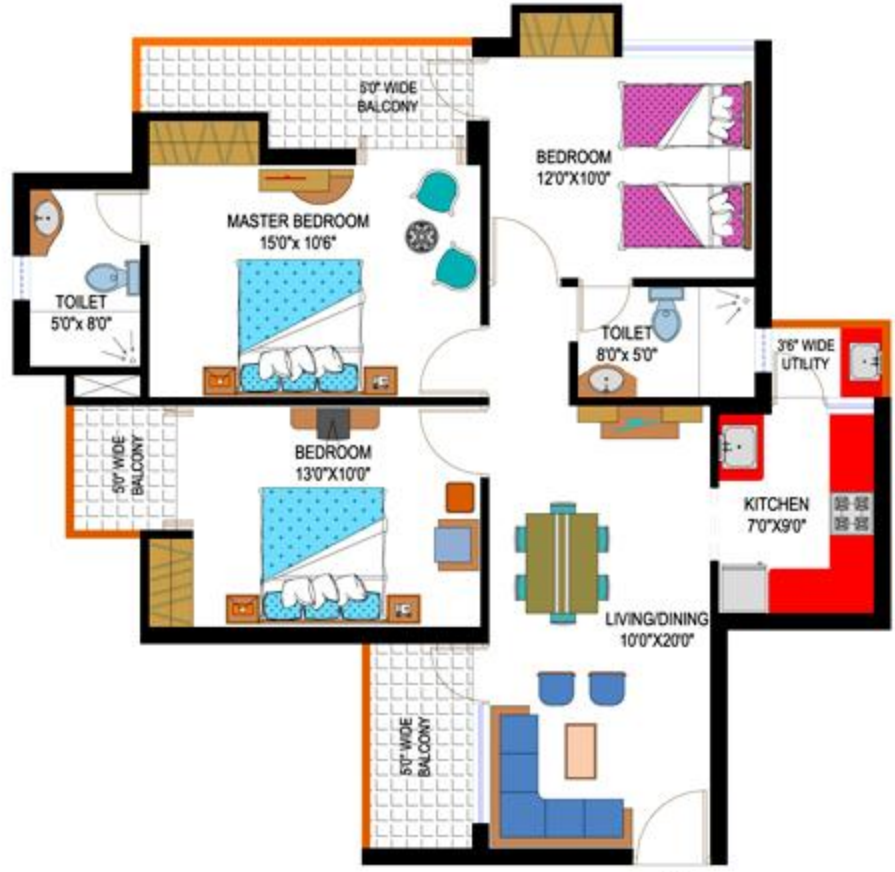 5'0" WIDE
BALCONY
BEDROOM
12'0"X10'0"
MASTER BEDROOM
15'0"x 10'6"
TOILET
5'0"x 8'0"
TOILET
8'0"x 5'0"
3'6" WIDE
UTILITY
5'0" WIDE
BALCONY
BEDROOM
13'0"X10'0"
KITCHEN
7'0"X9'0"
LIVING/DINING
10'0"X20'0"
5'0" WIDE
BALCONY